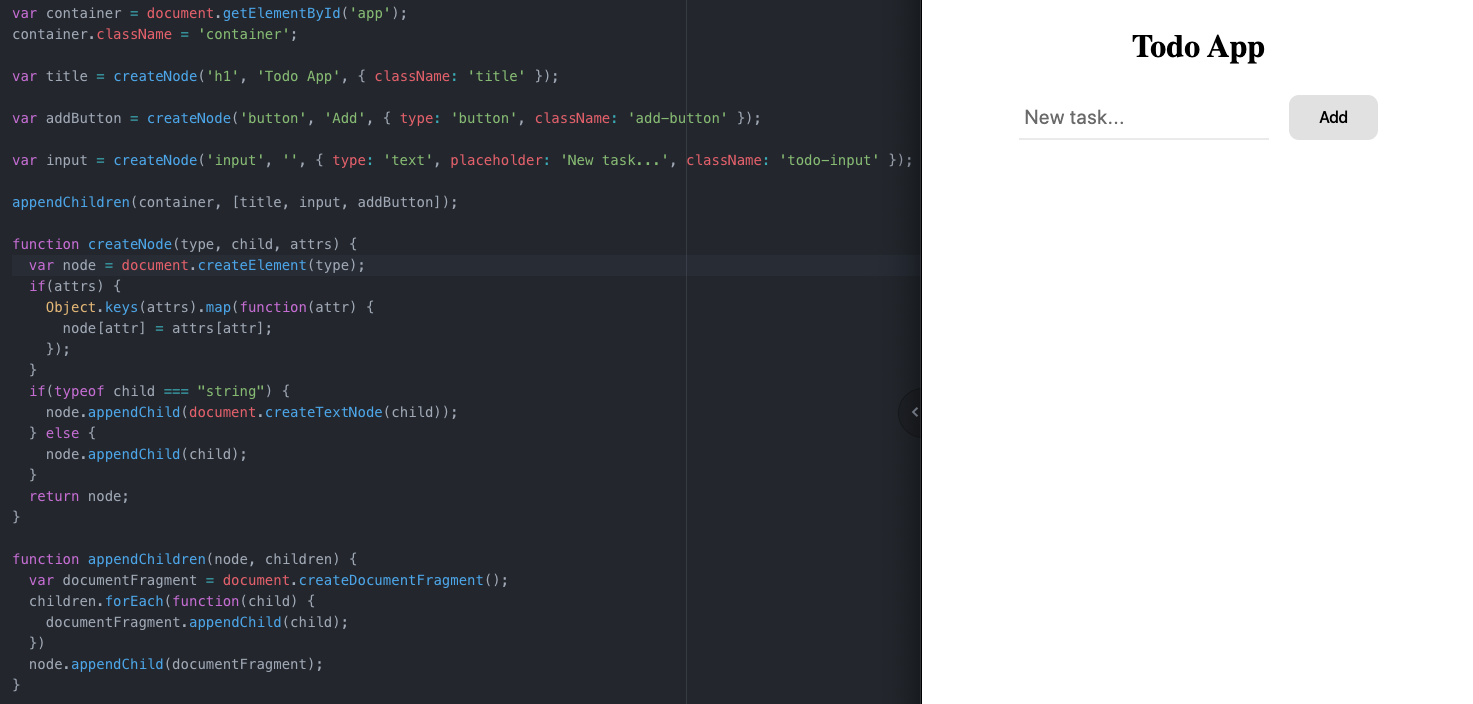 var container = document.getElementById('app');
container.className = 'container';
var title = createNode('h1', 'Todo App', { className: 'title' });
var addButton = createNode('button', 'Add', { type: 'button', className: 'add-button' });
var input = createNode('input', '', { type: 'text', placeholder: 'New task...', className: 'todo-input' });
appendChildren(container, [title, input, addButton]);
function createNode(type, child, attrs) {
  var node = document.createElement(type);
  if(attrs) {
    Object.keys(attrs).map(function(attr) {
      node[attr] = attrs[attr];
    });
  }
  if(typeof child === "string") {
    node.appendChild(document.createTextNode(child));
  } else {
    node.appendChild(child);
  }
  return node;
}
function appendChildren(node, children) {
  var documentFragment = document.createDocumentFragment();
  children.forEach(function(child) {
    documentFragment.appendChild(child);
  })
  node.appendChild(documentFragment);
}
Todo App
New task... Add